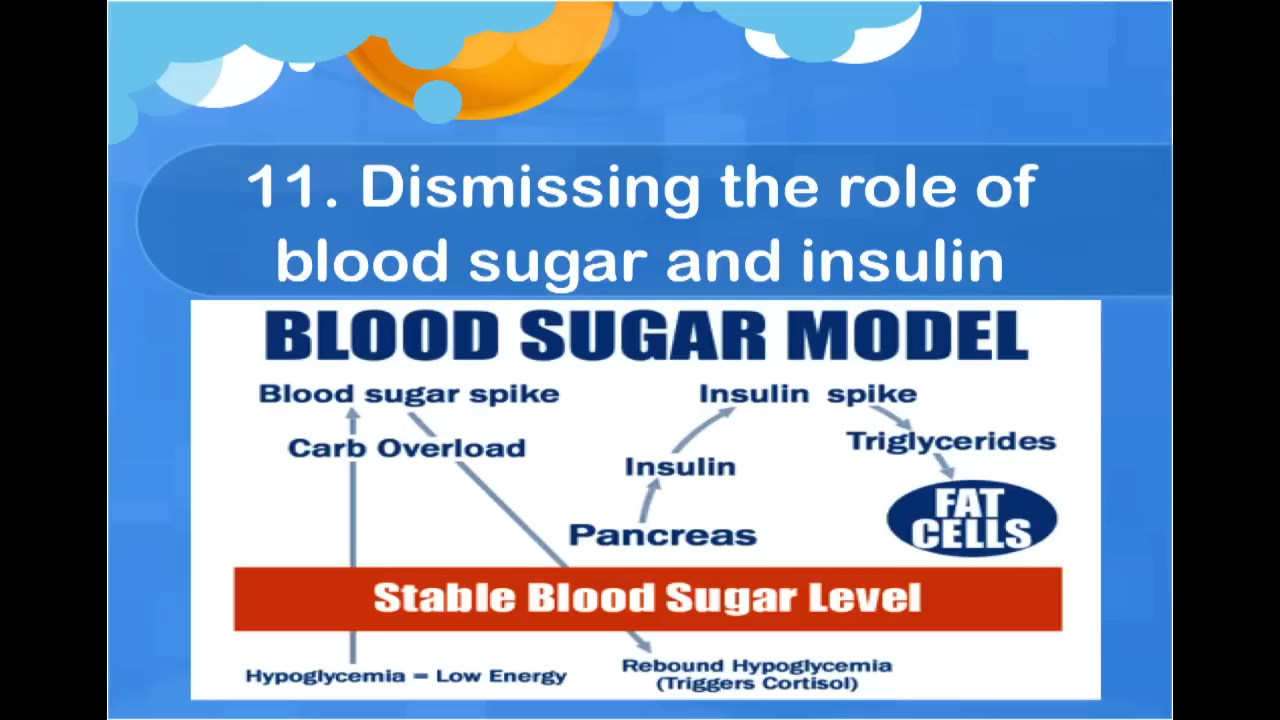 11. Dismissing the role of
blood sugar and insulin
BLOOD SUGAR MODEL
Blood sugar spike
Insulin spike
Carb Overload
Triglycerides
Insulin
FAT
CELLS
Pancreas
Stable Blood Sugar Level
Hypoglycemia = Low Energy
Rebound Hypoglycemia
(Triggers Cortisol)